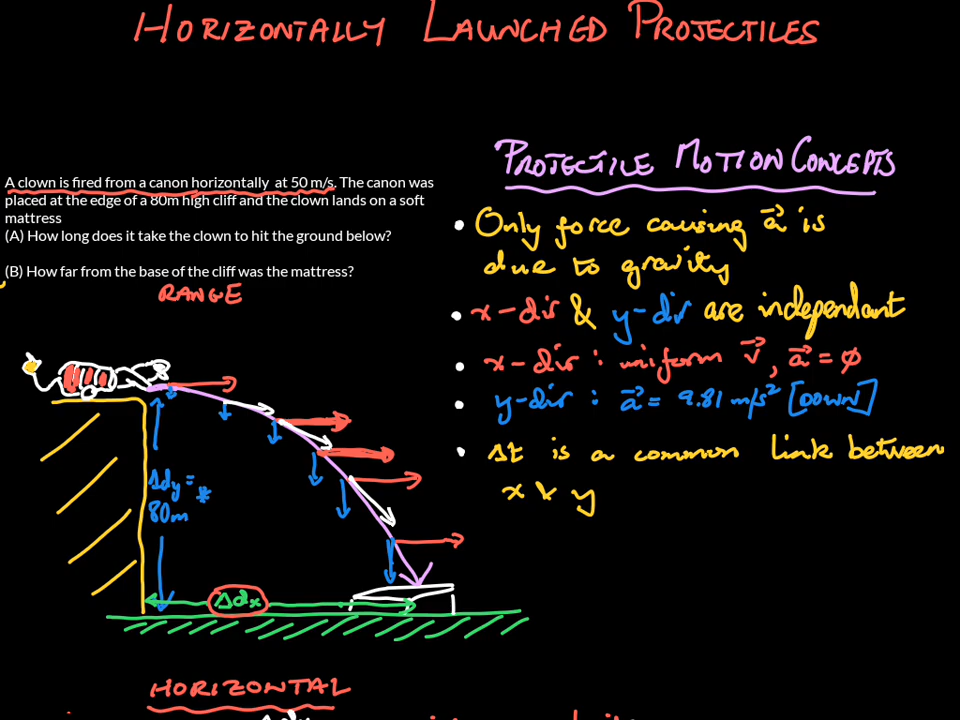 HORIZONTALLY LAUNCHED PROJECTILES
A clown is fired from a canon horizontally at 50 m/s. The canon was
placed at the edge of a 80m high cliff and the clown lands on a soft
mattress
(A) How long does it take the clown to hit the ground below?
(B) How far from the base of the cliff was the mattress?
RANGE
PROJECTILE MOTION CONCEPTS
• Only force causing a⃗ is
due to gravity
• x-dir & y-dir are independant
• x-dir : uniform v⃗, a⃗ = ϕ
• y-dir : a⃗ = 9.81 m/s² [DOWN]
• Δt is a common link between
x & y
Δdy = *
80m
Δdx
HORIZONTAL